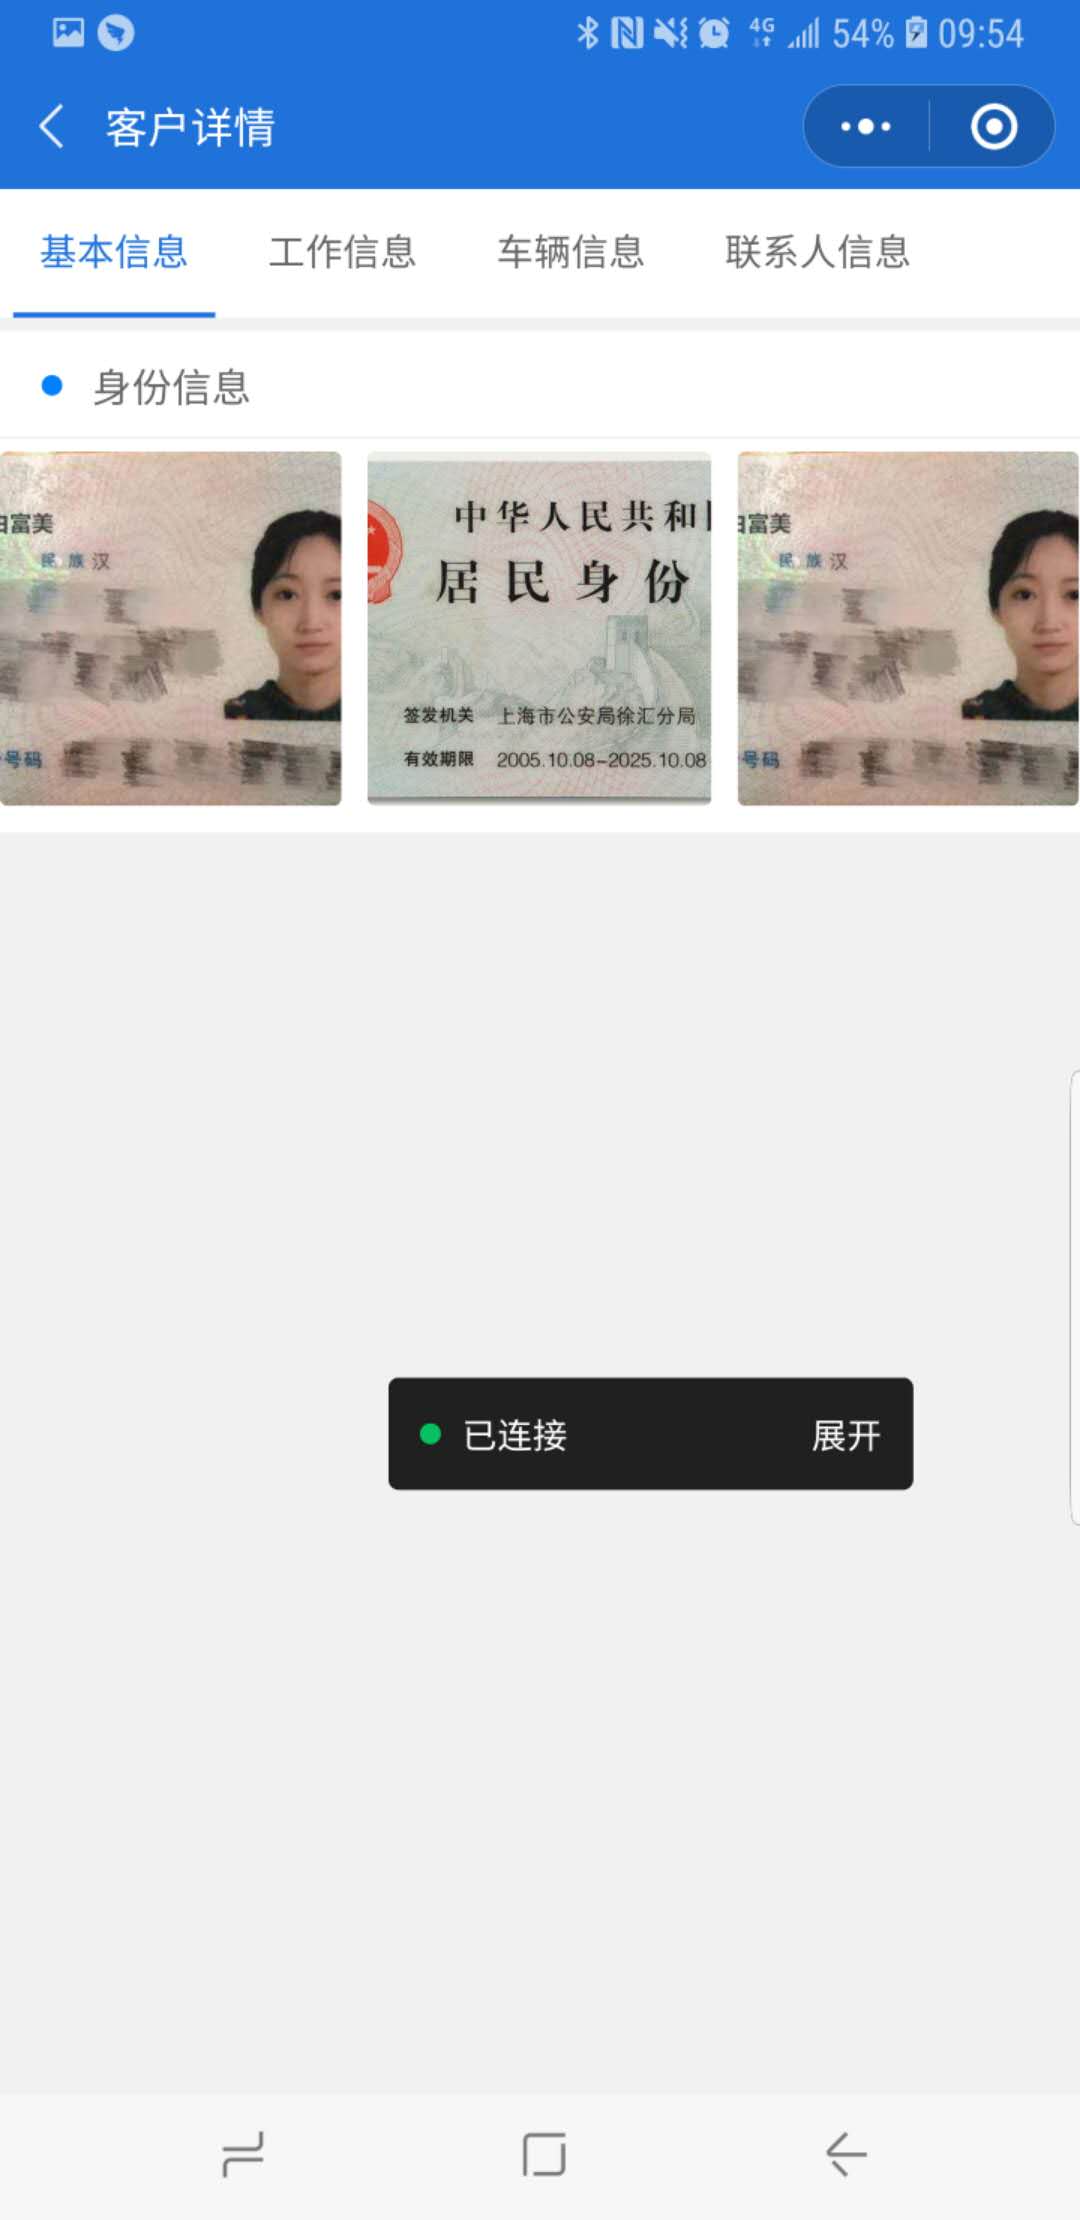 4G 54% 09:54
客户详情
基本信息 工作信息 车辆信息 联系人信息
身份信息
富美
民族 汉
号码
中华人民共和
居民身份
签发机关 上海市公安局徐汇分局
有效期限 2005.10.08-2025.10.08
富美
民族 汉
号码
已连接 展开